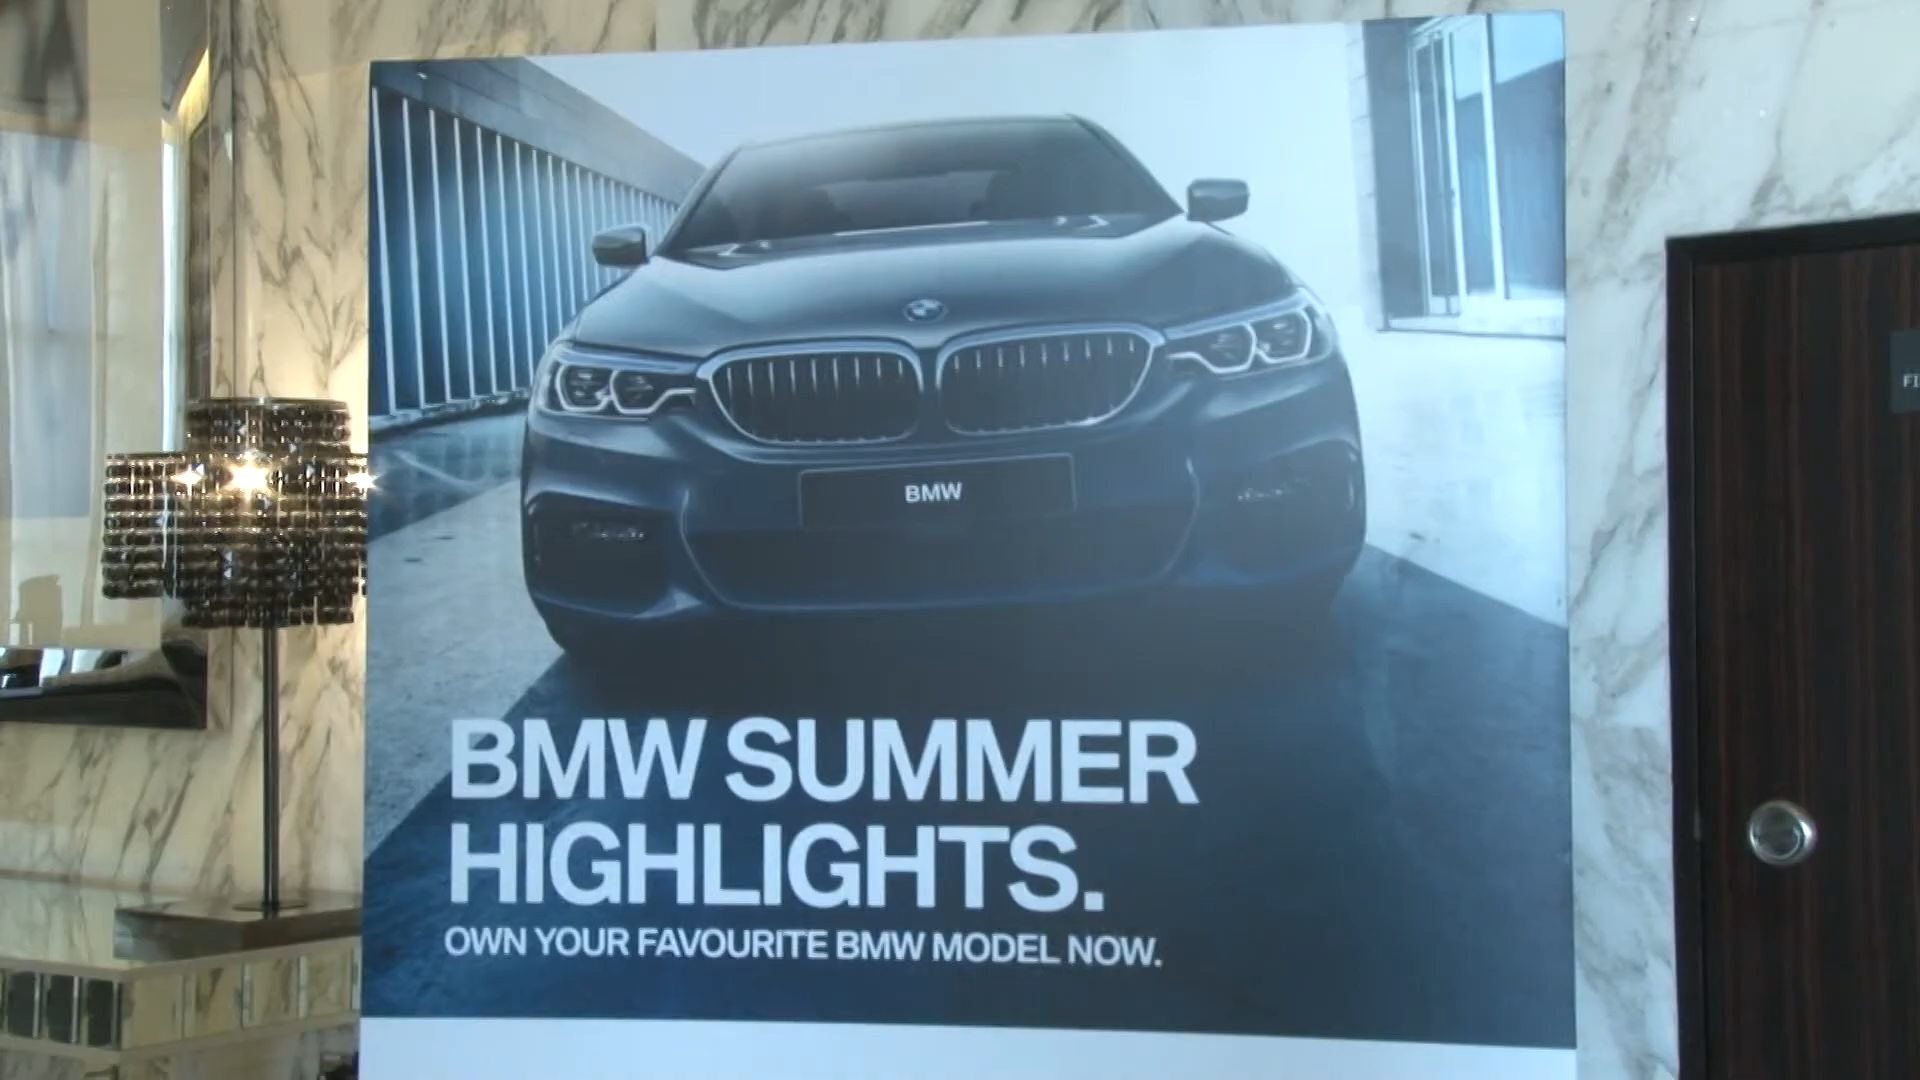 BMW
BMW SUMMER
HIGHLIGHTS.
OWN YOUR FAVOURITE BMW MODEL NOW.